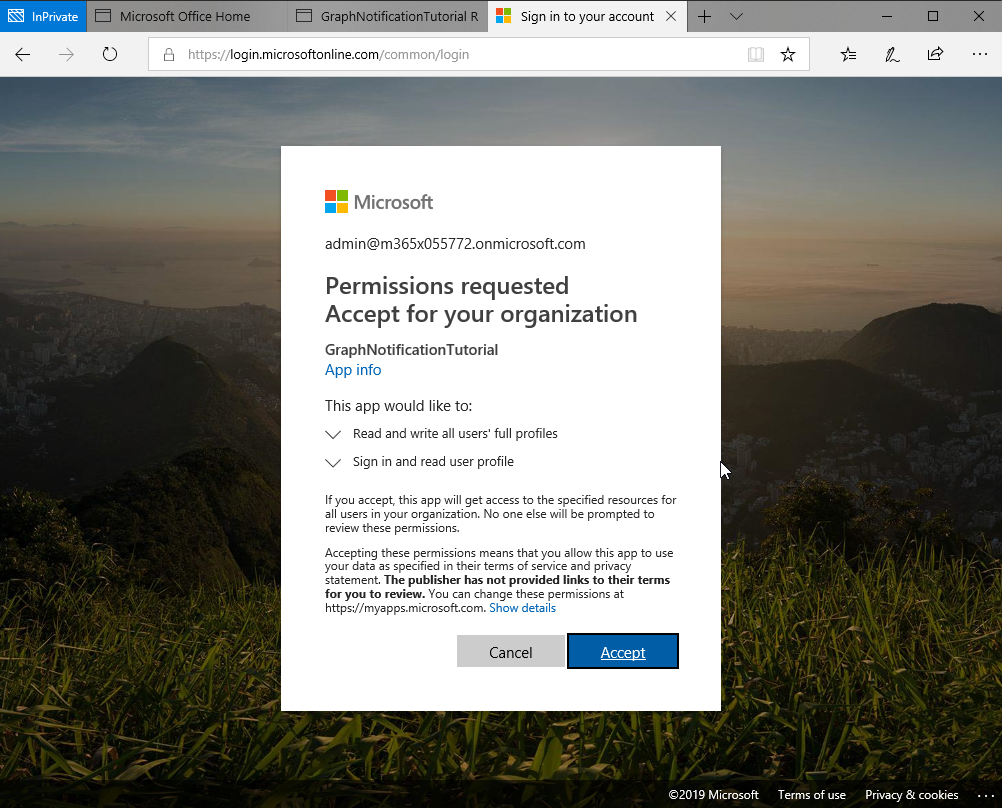 InPrivate
Microsoft Office Home
GraphNotificationTutorial R
Sign in to your account
https://login.microsoftonline.com/common/login
Microsoft
admin@m365x055772.onmicrosoft.com
Permissions requested
Accept for your organization
GraphNotificationTutorial
App info
This app would like to:
Read and write all users' full profiles
Sign in and read user profile
If you accept, this app will get access to the specified resources for
all users in your organization. No one else will be prompted to
review these permissions.
Accepting these permissions means that you allow this app to use
your data as specified in their terms of service and privacy
statement. The publisher has not provided links to their terms
for you to review. You can change these permissions at
https://myapps.microsoft.com. Show details
Cancel
Accept
©2019 Microsoft
Terms of use
Privacy & cookies